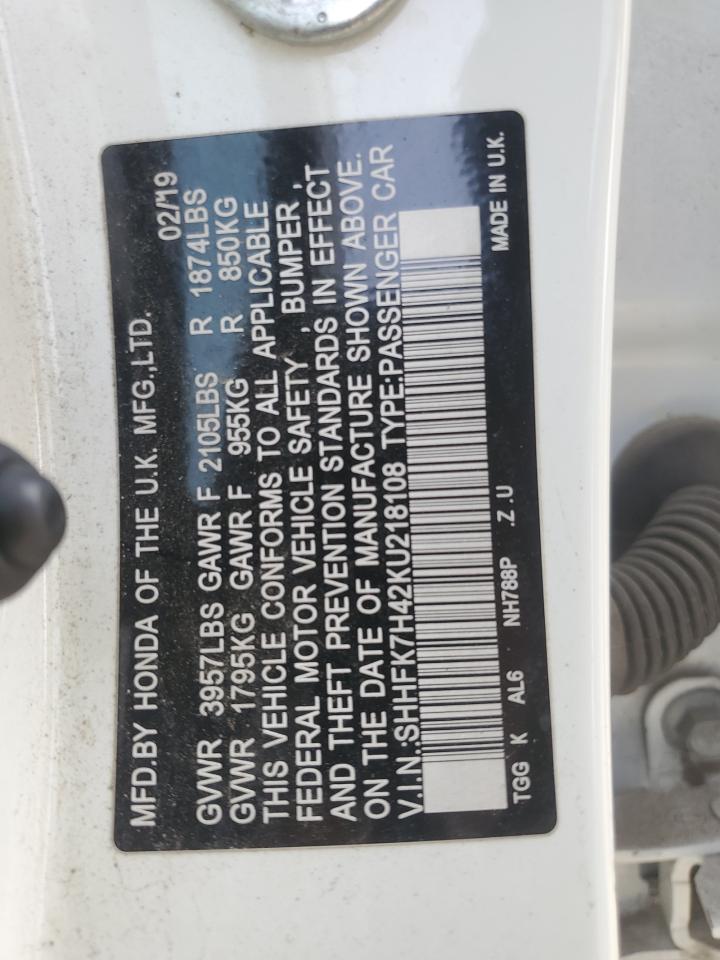 MFD.BY HONDA OF THE U.K. MFG.,LTD. 02/19
GVWR 3957LBS GAWR F 2105LBS R 1874LBS
GVWR 1795KG GAWR F 955KG R 850KG
THIS VEHICLE CONFORMS TO ALL APPLICABLE
FEDERAL MOTOR VEHICLE SAFETY , BUMPER ,
AND THEFT PREVENTION STANDARDS IN EFFECT
ON THE DATE OF MANUFACTURE SHOWN ABOVE.
V.I.N.:SHHFK7H42KU218108 TYPE:PASSENGER CAR
TGG K AL6 NH788P .Z.U MADE IN U.K.